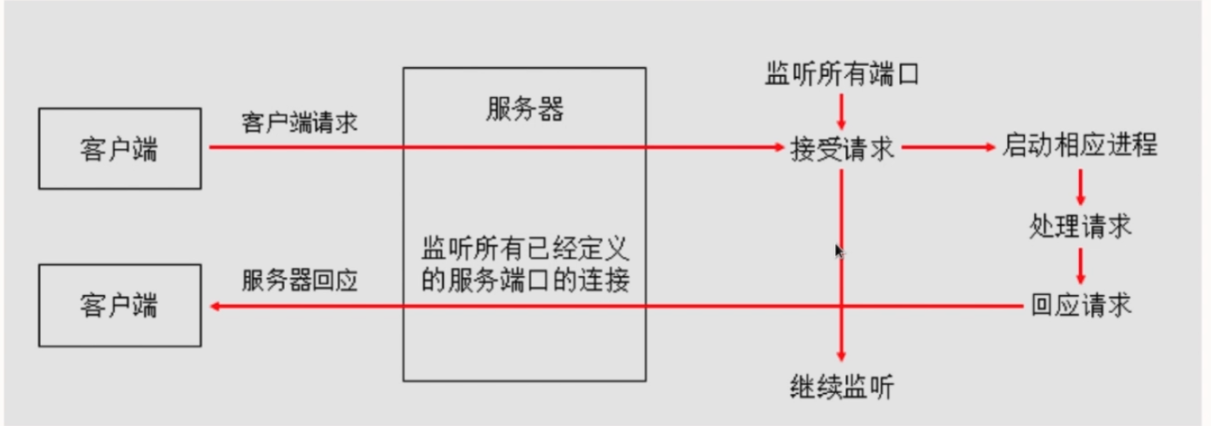 监听所有端口
服务器
客户端请求
客户端
接受请求
启动相应进程
处理请求
监听所有已经定义
的服务端口的连接
服务器回应
客户端
回应请求
继续监听